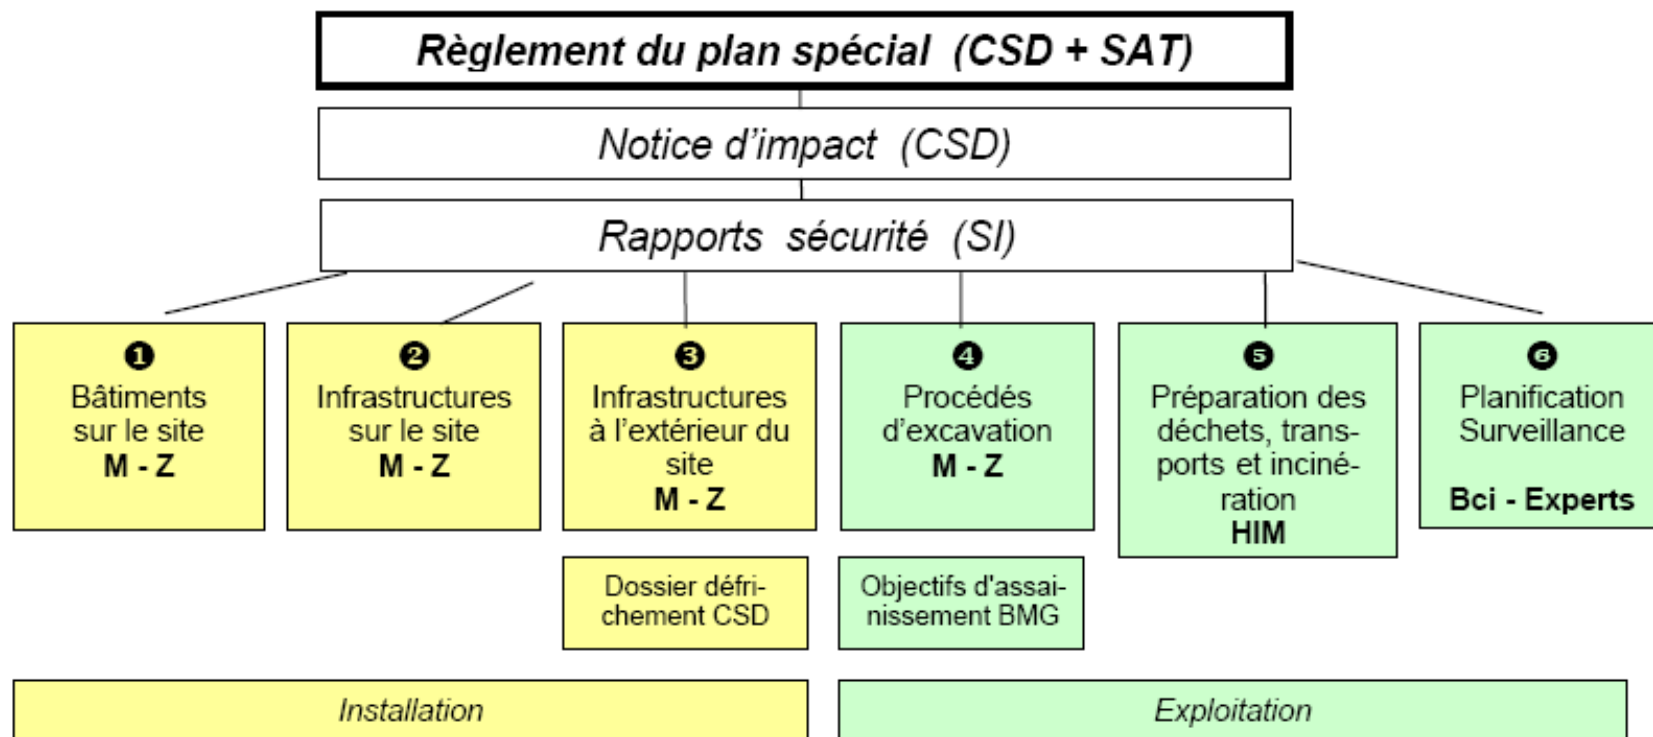 Règlement du plan spécial (CSD + SAT)
Notice d'impact (CSD)
Rapports sécurité (SI)
❶
Bâtiments
sur le site
M - Z
❷
Infrastructures
sur le site
M - Z
❸
Infrastructures
à l'extérieur du
site
M - Z
❹
Procédés
d'excavation
M - Z
❺
Préparation des
déchets, trans-
ports et inciné-
ration
HIM
❻
Planification
Surveillance
Bci - Experts
Dossier défri-
chement CSD
Objectifs d'assai-
nissement BMG
Installation
Exploitation